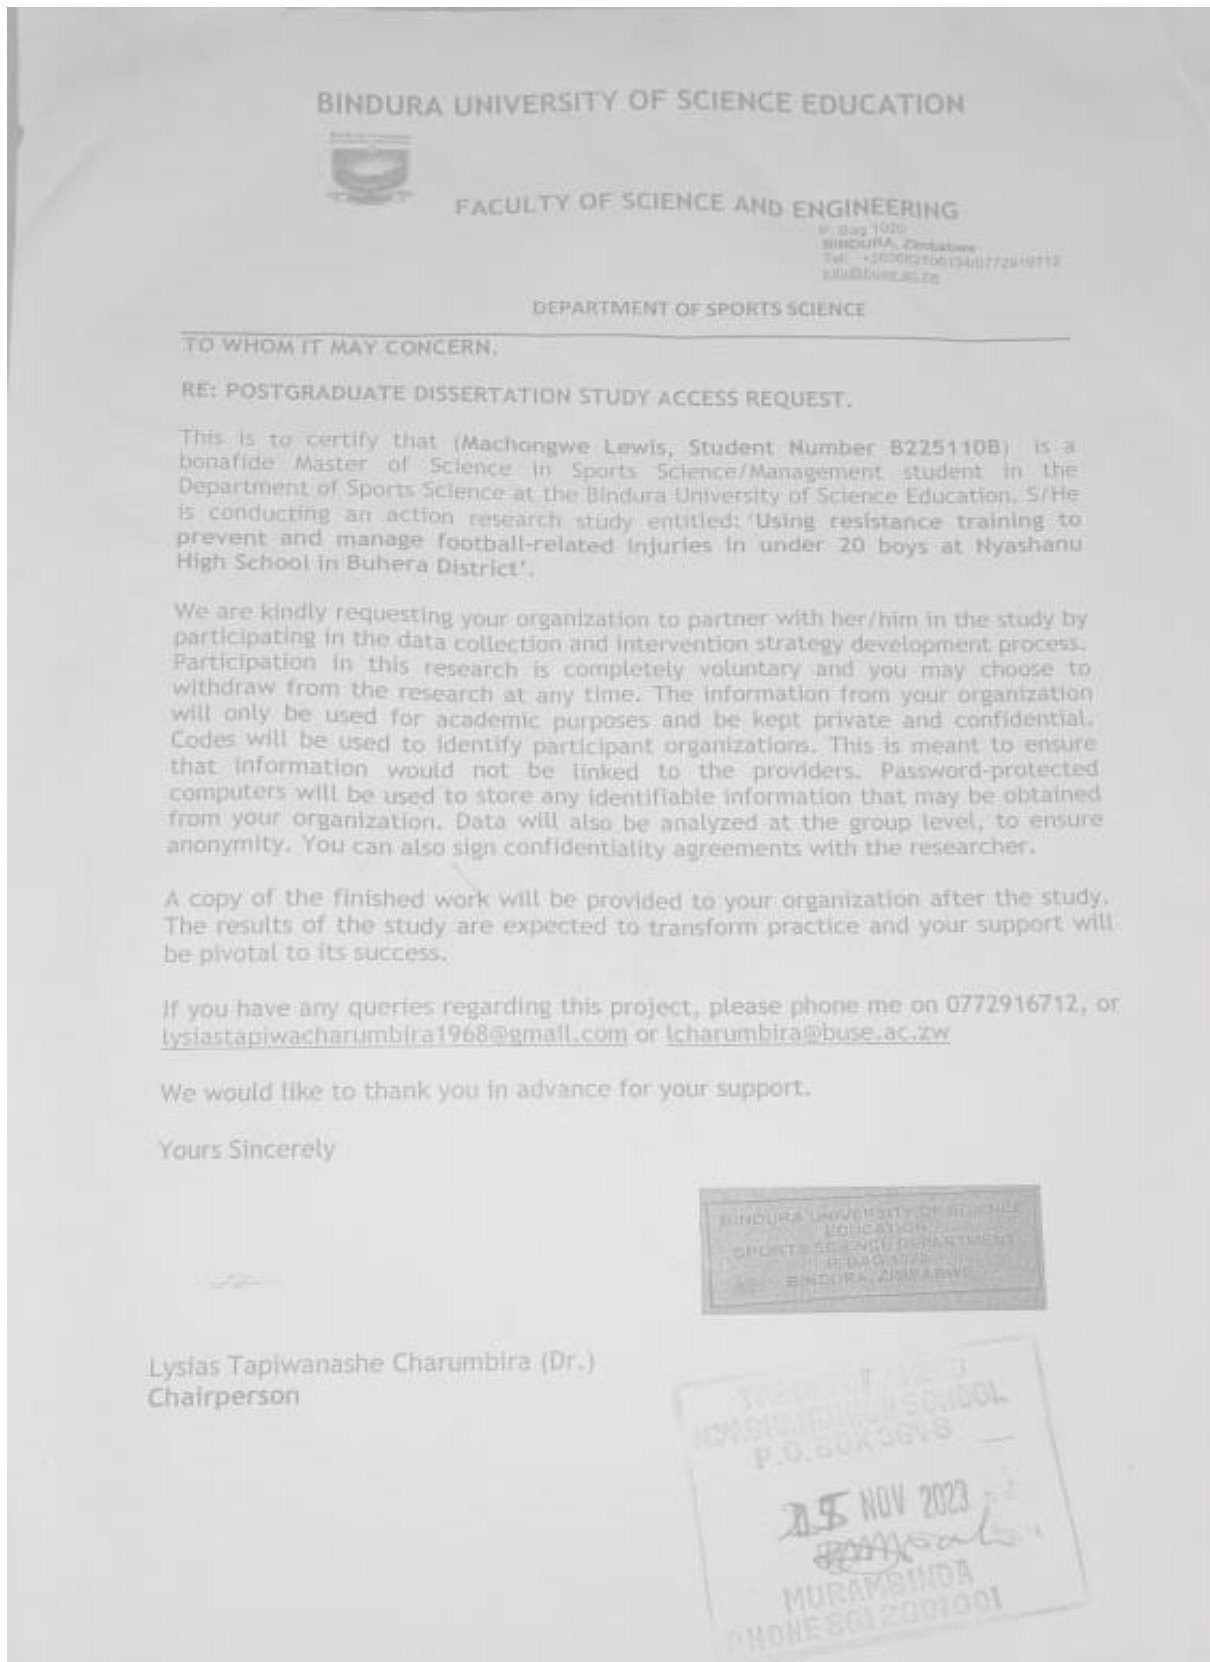 BINDURA UNIVERSITY OF SCIENCE EDUCATION
FACULTY OF SCIENCE AND ENGINEERING
P. Bag 1020
BINDURA, Zimbabwe
DEPARTMENT OF SPORTS SCIENCE
TO WHOM IT MAY CONCERN.
RE: POSTGRADUATE DISSERTATION STUDY ACCESS REQUEST.
This is to certify that (Machongwe Lewis, Student Number B225110B) is a
bonafide Master of Science in Sports Science/Management student in the
Department of Sports Science at the Bindura University of Science Education. S/He
is conducting an action research study entitled: 'Using resistance training to
prevent and manage football-related injuries in under 20 boys at Nyashanu
High School in Buhera District'.
We are kindly requesting your organization to partner with her/him in the study by
participating in the data collection and intervention strategy development process.
Participation in this research is completely voluntary and you may choose to
withdraw from the research at any time. The information from your organization
will only be used for academic purposes and be kept private and confidential.
Codes will be used to identify participant organizations. This is meant to ensure
that information would not be linked to the providers. Password-protected
computers will be used to store any identifiable information that may be obtained
from your organization. Data will also be analyzed at the group level, to ensure
anonymity. You can also sign confidentiality agreements with the researcher.
A copy of the finished work will be provided to your organization after the study.
The results of the study are expected to transform practice and your support will
be pivotal to its success.
If you have any queries regarding this project, please phone me on 0772916712, or
lysiastapiwacharumbira1968@gmail.com or lcharumbira@buse.ac.zw
We would like to thank you in advance for your support.
Yours Sincerely
BINDURA UNIVERSITY OF SCIENCE
EDUCATION
SPORTS SCIENCE DEPARTMENT
P. BAG 1020
BINDURA, ZIMBABWE
Lysias Tapiwanashe Charumbira (Dr.)
Chairperson
HIGH SCHOOL
P.O. BOX
NOV 2023
MURAMBINDA
PHONE